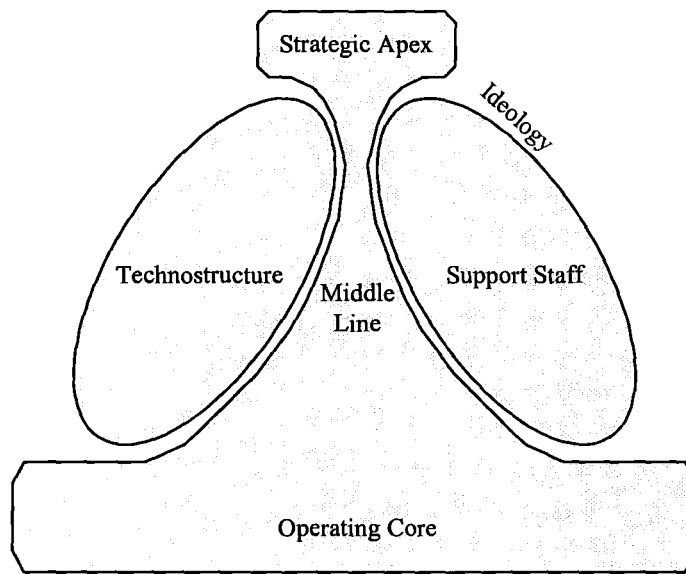 Strategic Apex
Ideology
Technostructure
Support Staff
Middle
Line
Operating Core